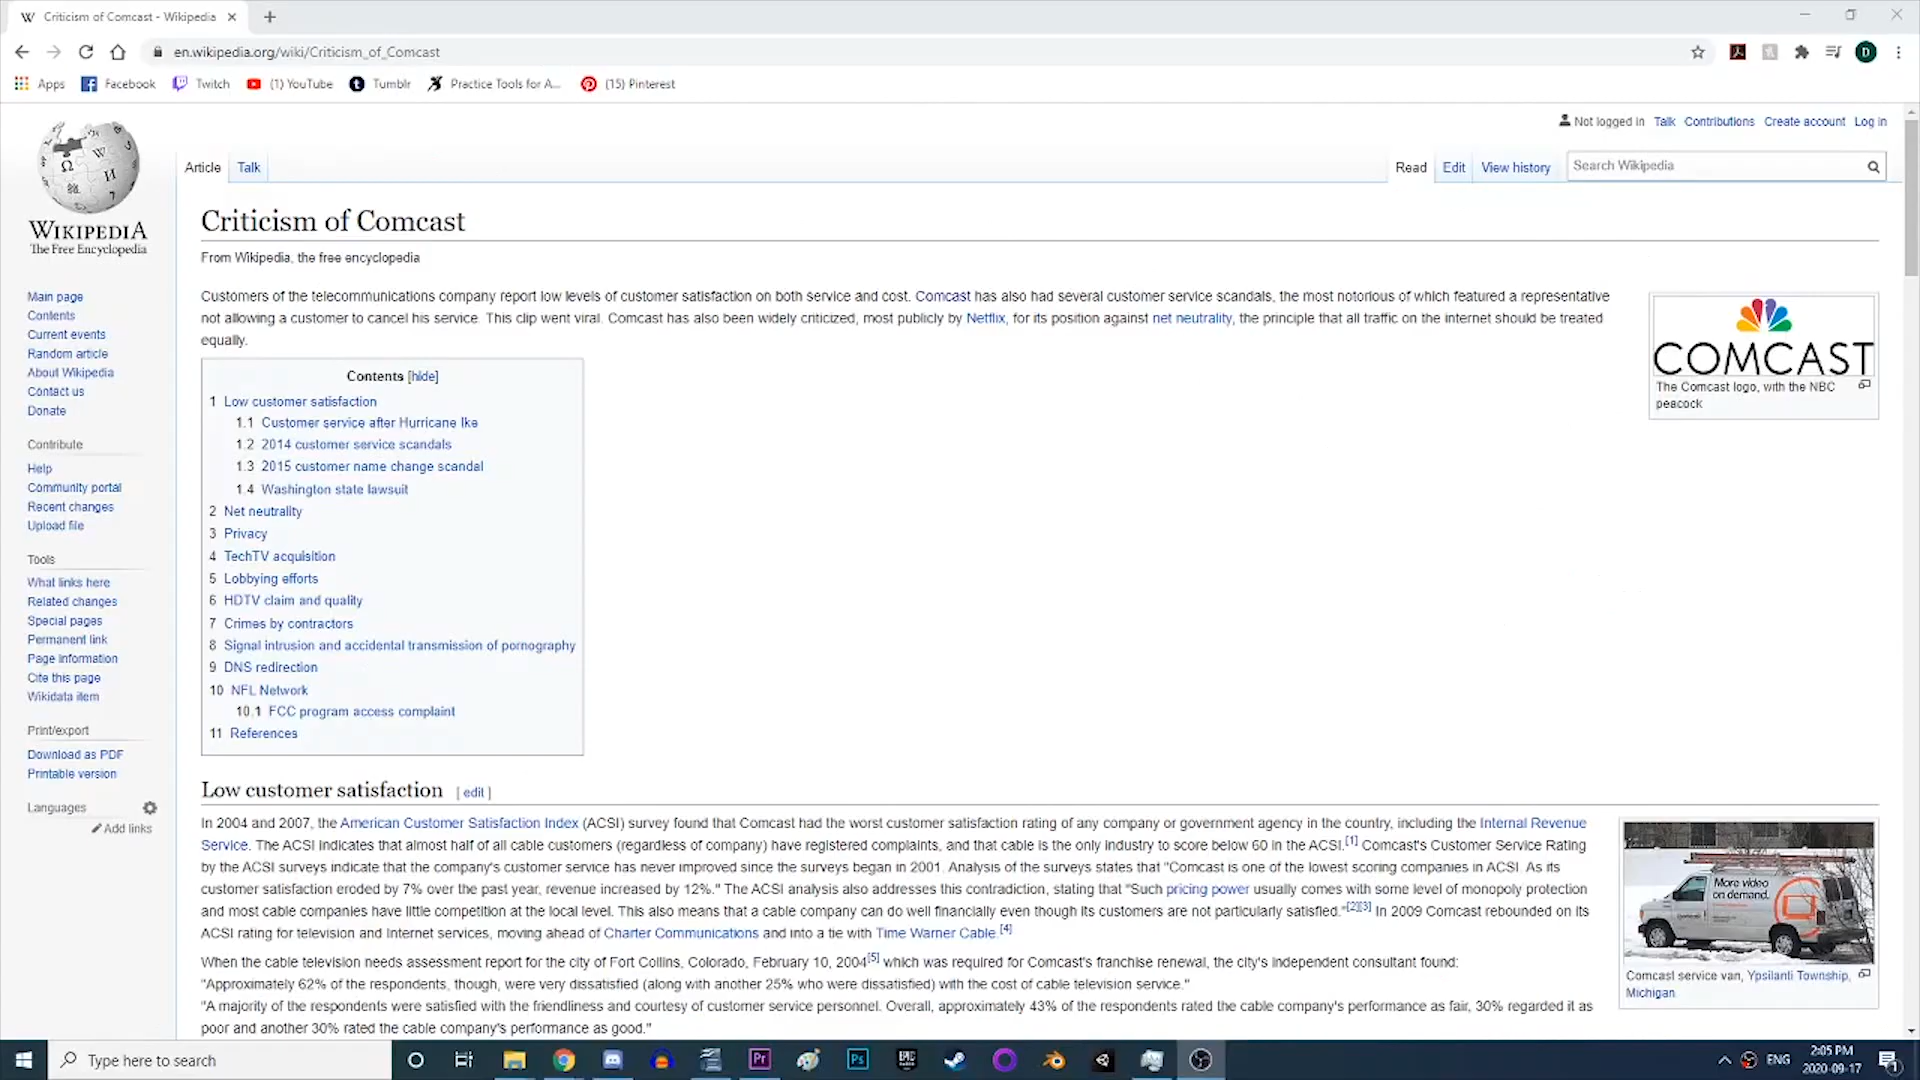 Criticism of Comcast - Wikipedia
en.wikipedia.org/wiki/Criticism_of_Comcast
D
Apps Facebook Twitch (1) YouTube Tumblr Practice Tools for A... (15) Pinterest
Not logged in Talk Contributions Create account Log in
Article Talk Read Edit View history Search Wikipedia
WIKIPEDIA
The Free Encyclopedia
Main page
Contents
Current events
Random article
About Wikipedia
Contact us
Donate
Contribute
Help
Community portal
Recent changes
Upload file
Tools
What links here
Related changes
Special pages
Permanent link
Page information
Cite this page
Wikidata item
Print/export
Download as PDF
Printable version
Languages
Add links
Criticism of Comcast
From Wikipedia, the free encyclopedia
Customers of the telecommunications company report low levels of customer satisfaction on both service and cost. Comcast has also had several customer service scandals, the most notorious of which featured a representative
not allowing a customer to cancel his service. This clip went viral. Comcast has also been widely criticized, most publicly by Netflix, for its position against net neutrality, the principle that all traffic on the internet should be treated
equally.
COMCAST
The Comcast logo, with the NBC
peacock
Contents [hide]
1 Low customer satisfaction
1.1 Customer service after Hurricane Ike
1.2 2014 customer service scandals
1.3 2015 customer name change scandal
1.4 Washington state lawsuit
2 Net neutrality
3 Privacy
4 TechTV acquisition
5 Lobbying efforts
6 HDTV claim and quality
7 Crimes by contractors
8 Signal intrusion and accidental transmission of pornography
9 DNS redirection
10 NFL Network
10.1 FCC program access complaint
11 References
Low customer satisfaction [ edit ]
In 2004 and 2007, the American Customer Satisfaction Index (ACSI) survey found that Comcast had the worst customer satisfaction rating of any company or government agency in the country, including the Internal Revenue
Service. The ACSI indicates that almost half of all cable customers (regardless of company) have registered complaints, and that cable is the only industry to score below 60 in the ACSI.[1] Comcast's Customer Service Rating
by the ACSI surveys indicate that the company's customer service has never improved since the surveys began in 2001. Analysis of the surveys states that "Comcast is one of the lowest scoring companies in ACSI. As its
customer satisfaction eroded by 7% over the past year, revenue increased by 12%." The ACSI analysis also addresses this contradiction, stating that "Such pricing power usually comes with some level of monopoly protection
and most cable companies have little competition at the local level. This also means that a cable company can do well financially even though its customers are not particularly satisfied."[2][3] In 2009 Comcast rebounded on its
ACSI rating for television and Internet services, moving ahead of Charter Communications and into a tie with Time Warner Cable.[4]
When the cable television needs assessment report for the city of Fort Collins, Colorado, February 10, 2004[5] which was required for Comcast's franchise renewal, the city's independent consultant found:
"Approximately 62% of the respondents, though, were very dissatisfied (along with another 25% who were dissatisfied) with the cost of cable television service."
"A majority of the respondents were satisfied with the friendliness and courtesy of customer service personnel. Overall, approximately 43% of the respondents rated the cable company's performance as fair, 30% regarded it as
poor and another 30% rated the cable company's performance as good."
More video
on demand.
Comcast service van, Ypsilanti Township,
Michigan
Type here to search
Pr
Ps
EPIC
ENG
2:05 PM
2020-09-17
1